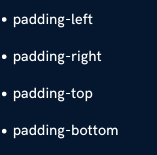 • padding-left
• padding-right
• padding-top
• padding-bottom